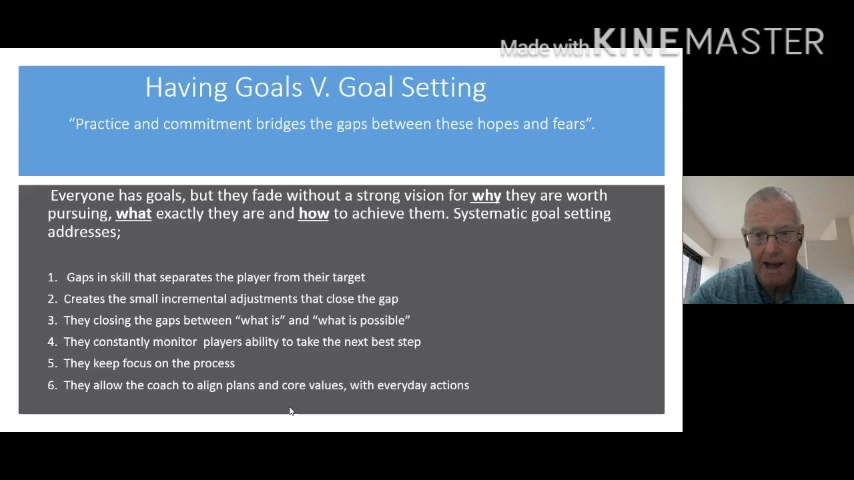 Made with KINEMASTER
Having Goals V. Goal Setting
“Practice and commitment bridges the gaps between these hopes and fears”.
Everyone has goals, but they fade without a strong vision for why they are worth
pursuing, what exactly they are and how to achieve them. Systematic goal setting
addresses;
1. Gaps in skill that separates the player from their target
2. Creates the small incremental adjustments that close the gap
3. They closing the gaps between “what is” and “what is possible”
4. They constantly monitor players ability to take the next best step
5. They keep focus on the process
6. They allow the coach to align plans and core values, with everyday actions